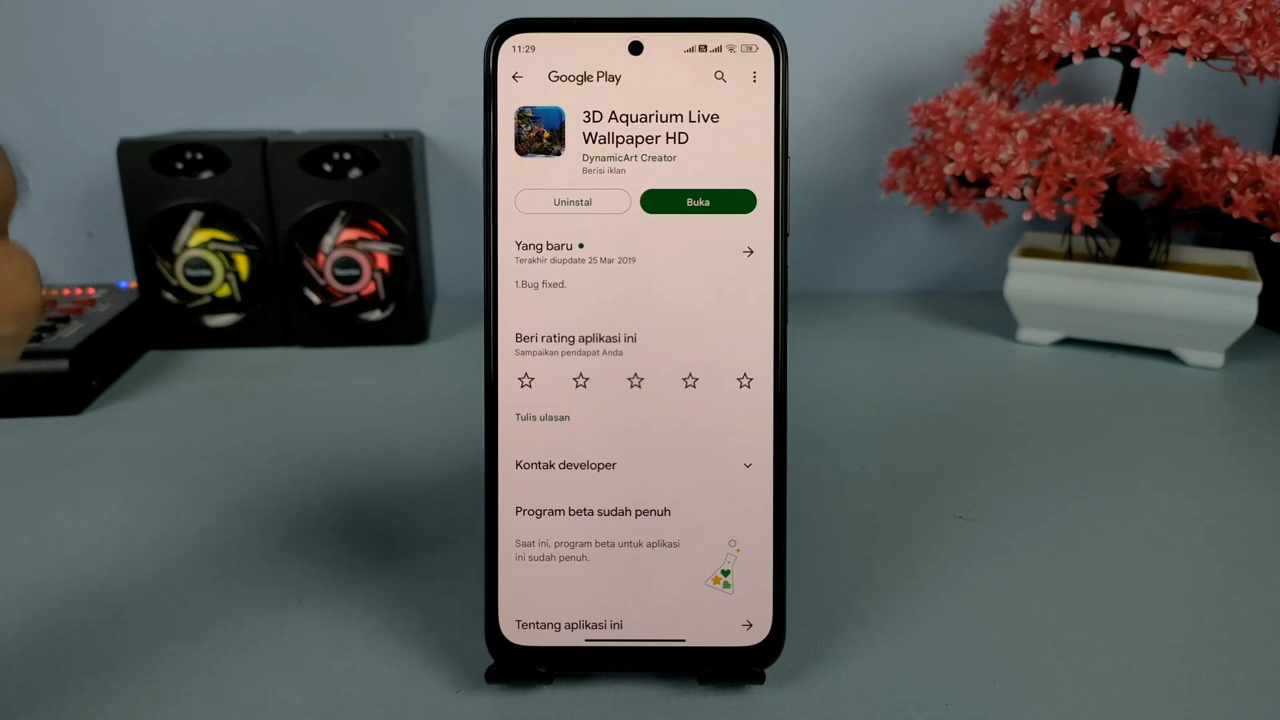 11:29
78
Google Play
3D Aquarium Live
Wallpaper HD
DynamicArt Creator
Berisi iklan
Uninstal
Buka
Yang baru
Terakhir diupdate 25 Mar 2019
1.Bug fixed.
Beri rating aplikasi ini
Sampaikan pendapat Anda
Tulis ulasan
Kontak developer
Program beta sudah penuh
Saat ini, program beta untuk aplikasi
ini sudah penuh.
Tentang aplikasi ini